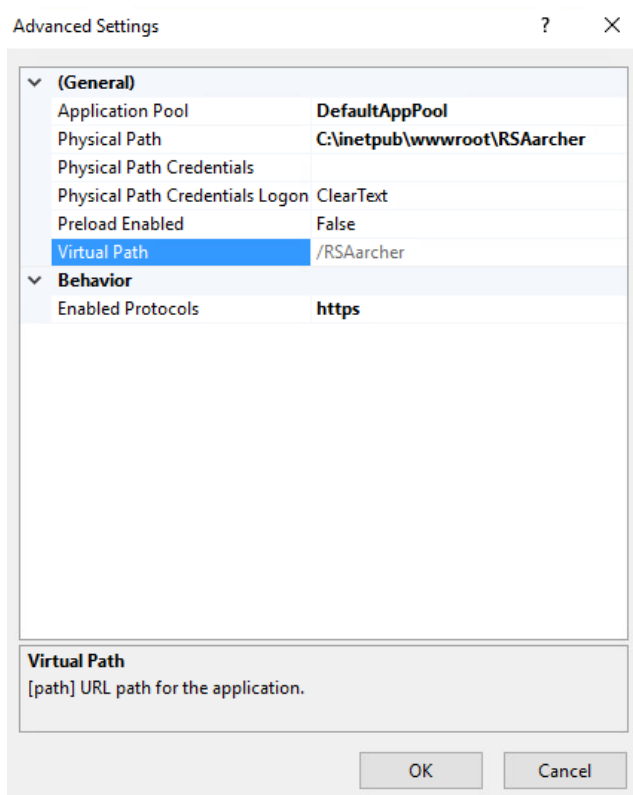 Advanced Settings ? ×
(General)
Application Pool DefaultAppPool
Physical Path C:\inetpub\wwwroot\RSAarcher
Physical Path Credentials
Physical Path Credentials Logon ClearText
Preload Enabled False
Virtual Path /RSAarcher
Behavior
Enabled Protocols https
Virtual Path
[path] URL path for the application.
OK Cancel